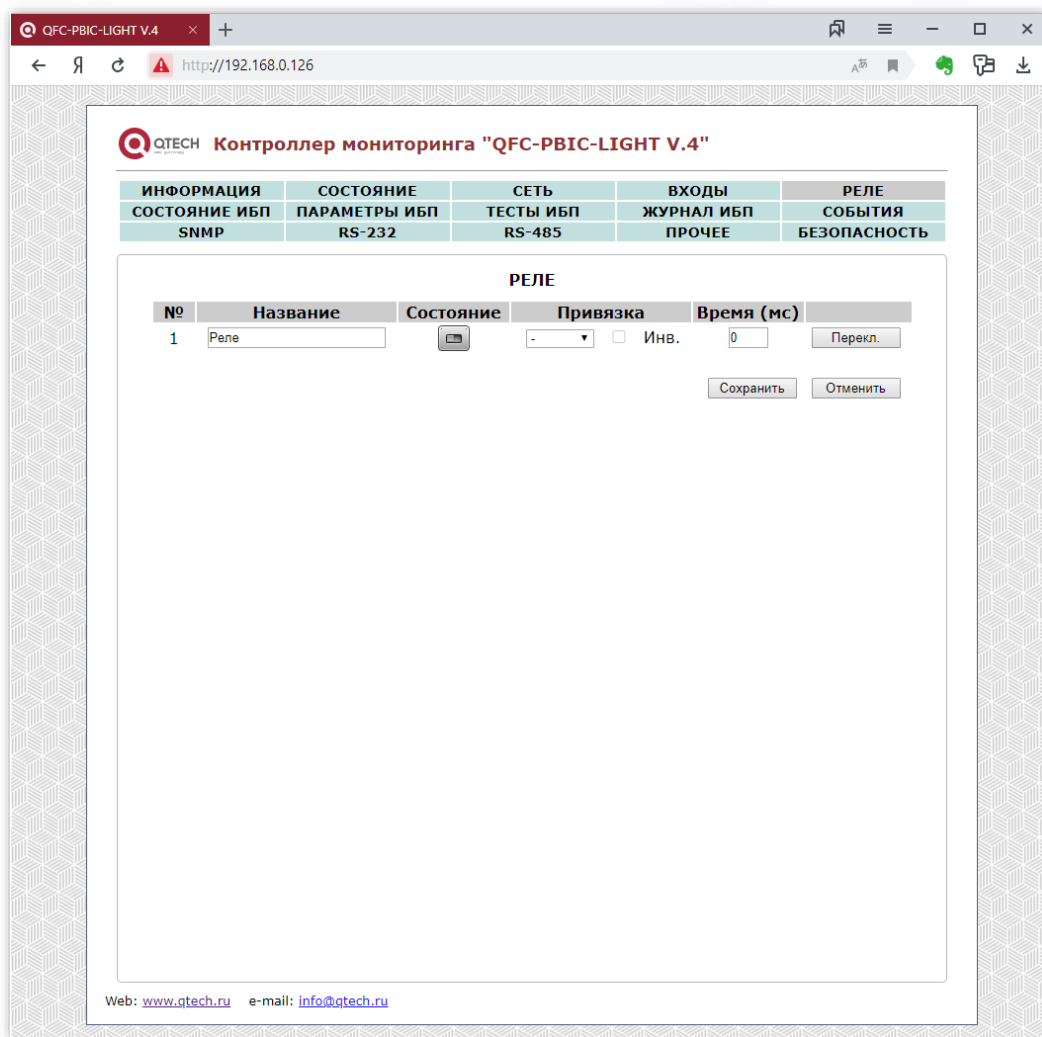 QFC-PBIC-LIGHT V.4
http://192.168.0.126
QTECH Контроллер мониторинга "QFC-PBIC-LIGHT V.4"
ИНФОРМАЦИЯ СОСТОЯНИЕ СЕТЬ ВХОДЫ РЕЛЕ
СОСТОЯНИЕ ИБП ПАРАМЕТРЫ ИБП ТЕСТЫ ИБП ЖУРНАЛ ИБП СОБЫТИЯ
SNMP RS-232 RS-485 ПРОЧЕЕ БЕЗОПАСНОСТЬ
РЕЛЕ
№ Название Состояние Привязка Время (мс)
1 Реле - Инв. 0 Перекл.
Сохранить Отменить
Web: www.qtech.ru e-mail: info@qtech.ru